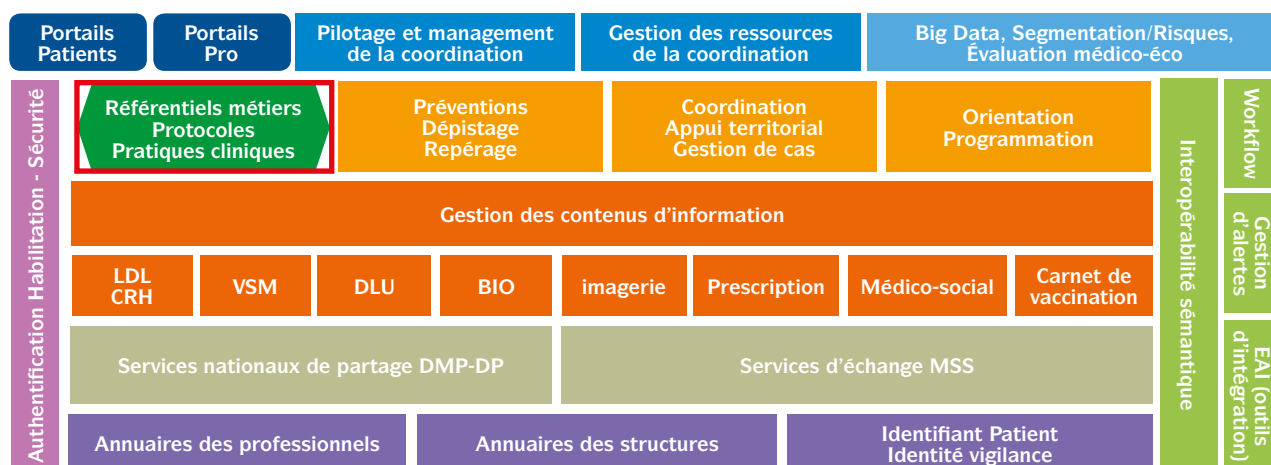 Portails
Patients
Portails
Pro
Pilotage et management
de la coordination
Gestion des ressources
de la coordination
Big Data, Segmentation/Risques,
Évaluation médico-éco
Authentification Habilitation - Sécurité
Référentiels métiers
Protocoles
Pratiques cliniques
Préventions
Dépistage
Repérage
Coordination
Appui territorial
Gestion de cas
Orientation
Programmation
Interopérabilité sémantique
Workflow
Gestion
d'alertes
EAI (outils
d'intégration)
Gestion des contenus d'information
LDL
CRH
VSM
DLU
BIO
imagerie
Prescription
Médico-social
Carnet de
vaccination
Services nationaux de partage DMP-DP
Services d'échange MSS
Annuaires des professionnels
Annuaires des structures
Identifiant Patient
Identité vigilance